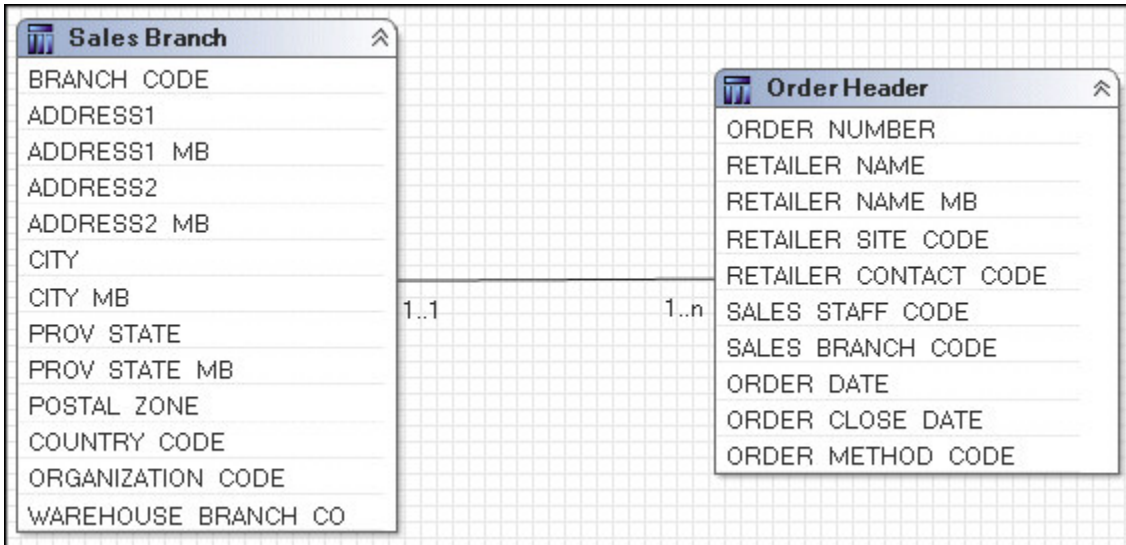 Sales Branch
BRANCH CODE
ADDRESS1
ADDRESS1 MB
ADDRESS2
ADDRESS2 MB
CITY
CITY MB
PROV STATE
PROV STATE MB
POSTAL ZONE
COUNTRY CODE
ORGANIZATION CODE
WAREHOUSE BRANCH CO
1..1
1..n
Order Header
ORDER NUMBER
RETAILER NAME
RETAILER NAME MB
RETAILER SITE CODE
RETAILER CONTACT CODE
SALES STAFF CODE
SALES BRANCH CODE
ORDER DATE
ORDER CLOSE DATE
ORDER METHOD CODE